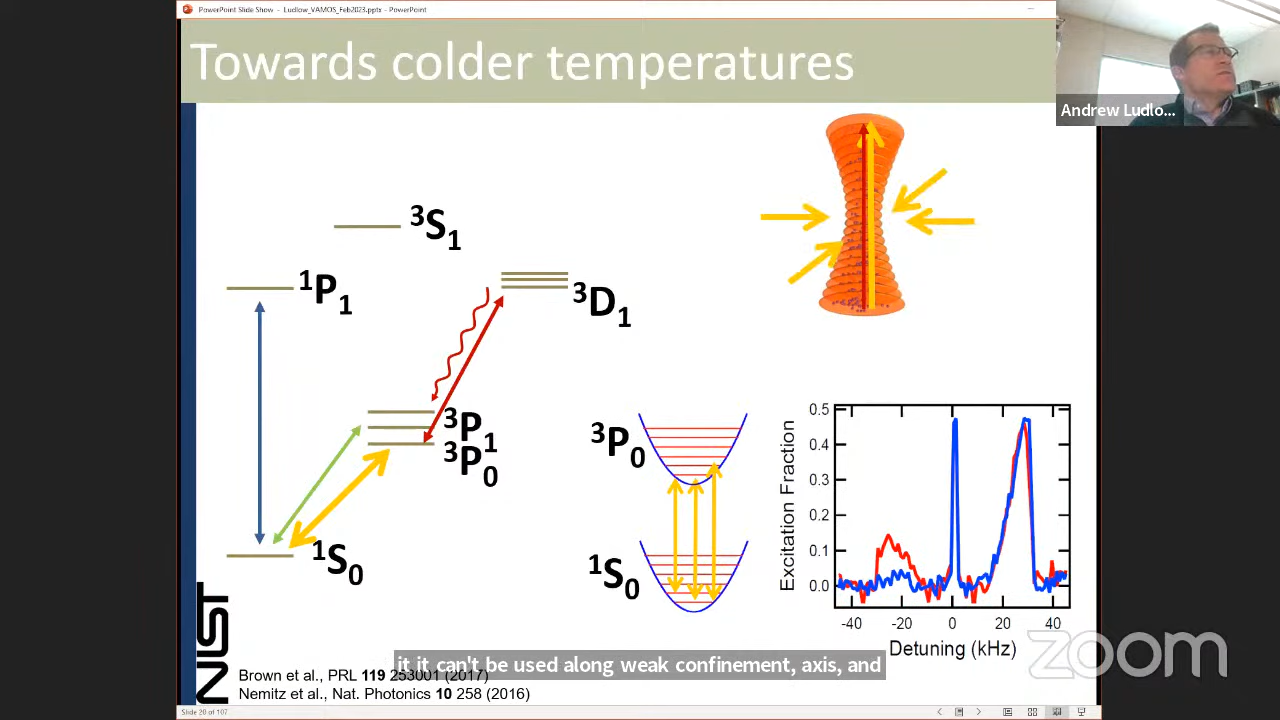 PowerPoint Slide Show - Ludlow_VAMOS_Feb2023.pptx - PowerPoint
Towards colder temperatures
Andrew Ludlo...
³S₁
¹P₁
³D₁
³P₁
³P₀
¹S₀
³P₀
¹S₀
Excitation Fraction
0.5
0.4
0.3
0.2
0.1
0.0
-40 -20 0 20 40
Detuning (kHz)
NIST
it it can't be used along weak confinement, axis, and
Brown et al., PRL 119 253001 (2017)
Nemitz et al., Nat. Photonics 10 258 (2016)
zoom
Slide 20 of 107